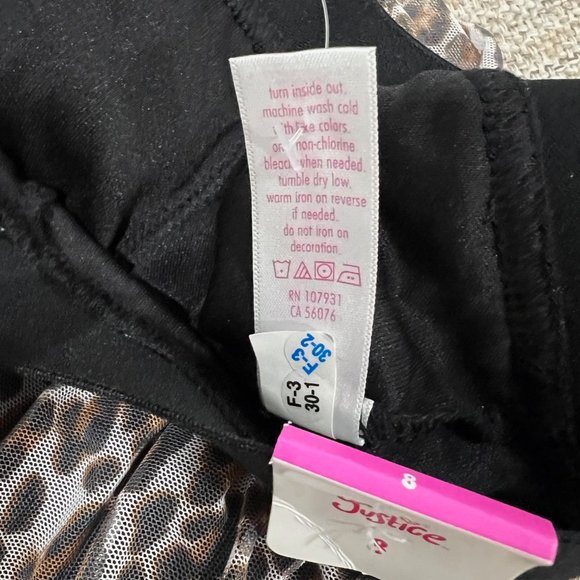 turn inside out.
machine wash cold
with like colors.
only non-chlorine
bleach when needed.
tumble dry low.
warm iron on reverse
if needed.
do not iron on
decoration.
RN 107931
CA 56076
F-3
30-2
F-3
30-1
8
Justice
8